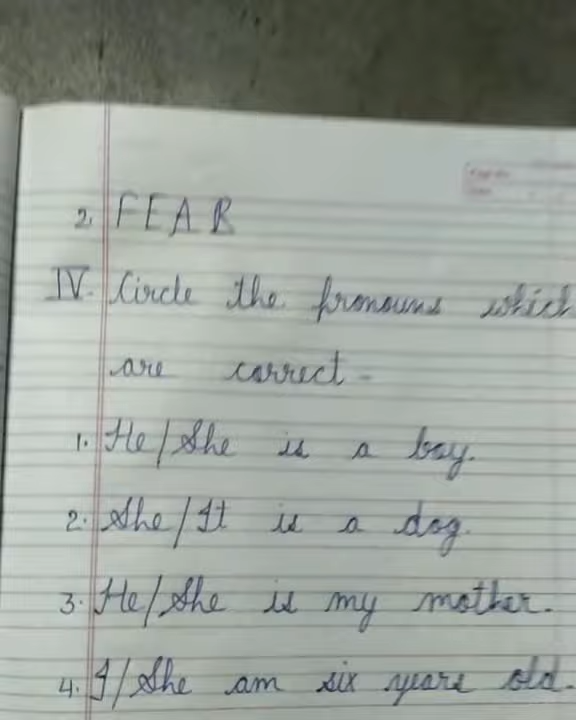 2. FEAR
IV. Circle the pronouns which
are correct -
1. He/She is a boy.
2. She/It is a dog.
3. He/She is my mother.
4. I/She am six years old.